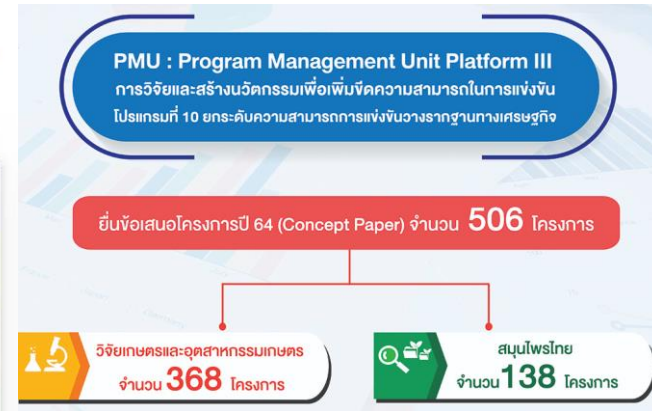 PMU : Program Management Unit Platform III
การวิจัยและสร้างนวัตกรรมเพื่อเพิ่มขีดความสามารถในการแข่งขัน
โปรแกรมที่ 10 ยกระดับความสามารถการแข่งขันวางรากฐานทางเศรษฐกิจ
ยื่นข้อเสนอโครงการปี 64 (Concept Paper) จำนวน 506 โครงการ
วิจัยเกษตรและอุตสาหกรรมเกษตร
จำนวน 368 โครงการ
สมุนไพรไทย
จำนวน 138 โครงการ